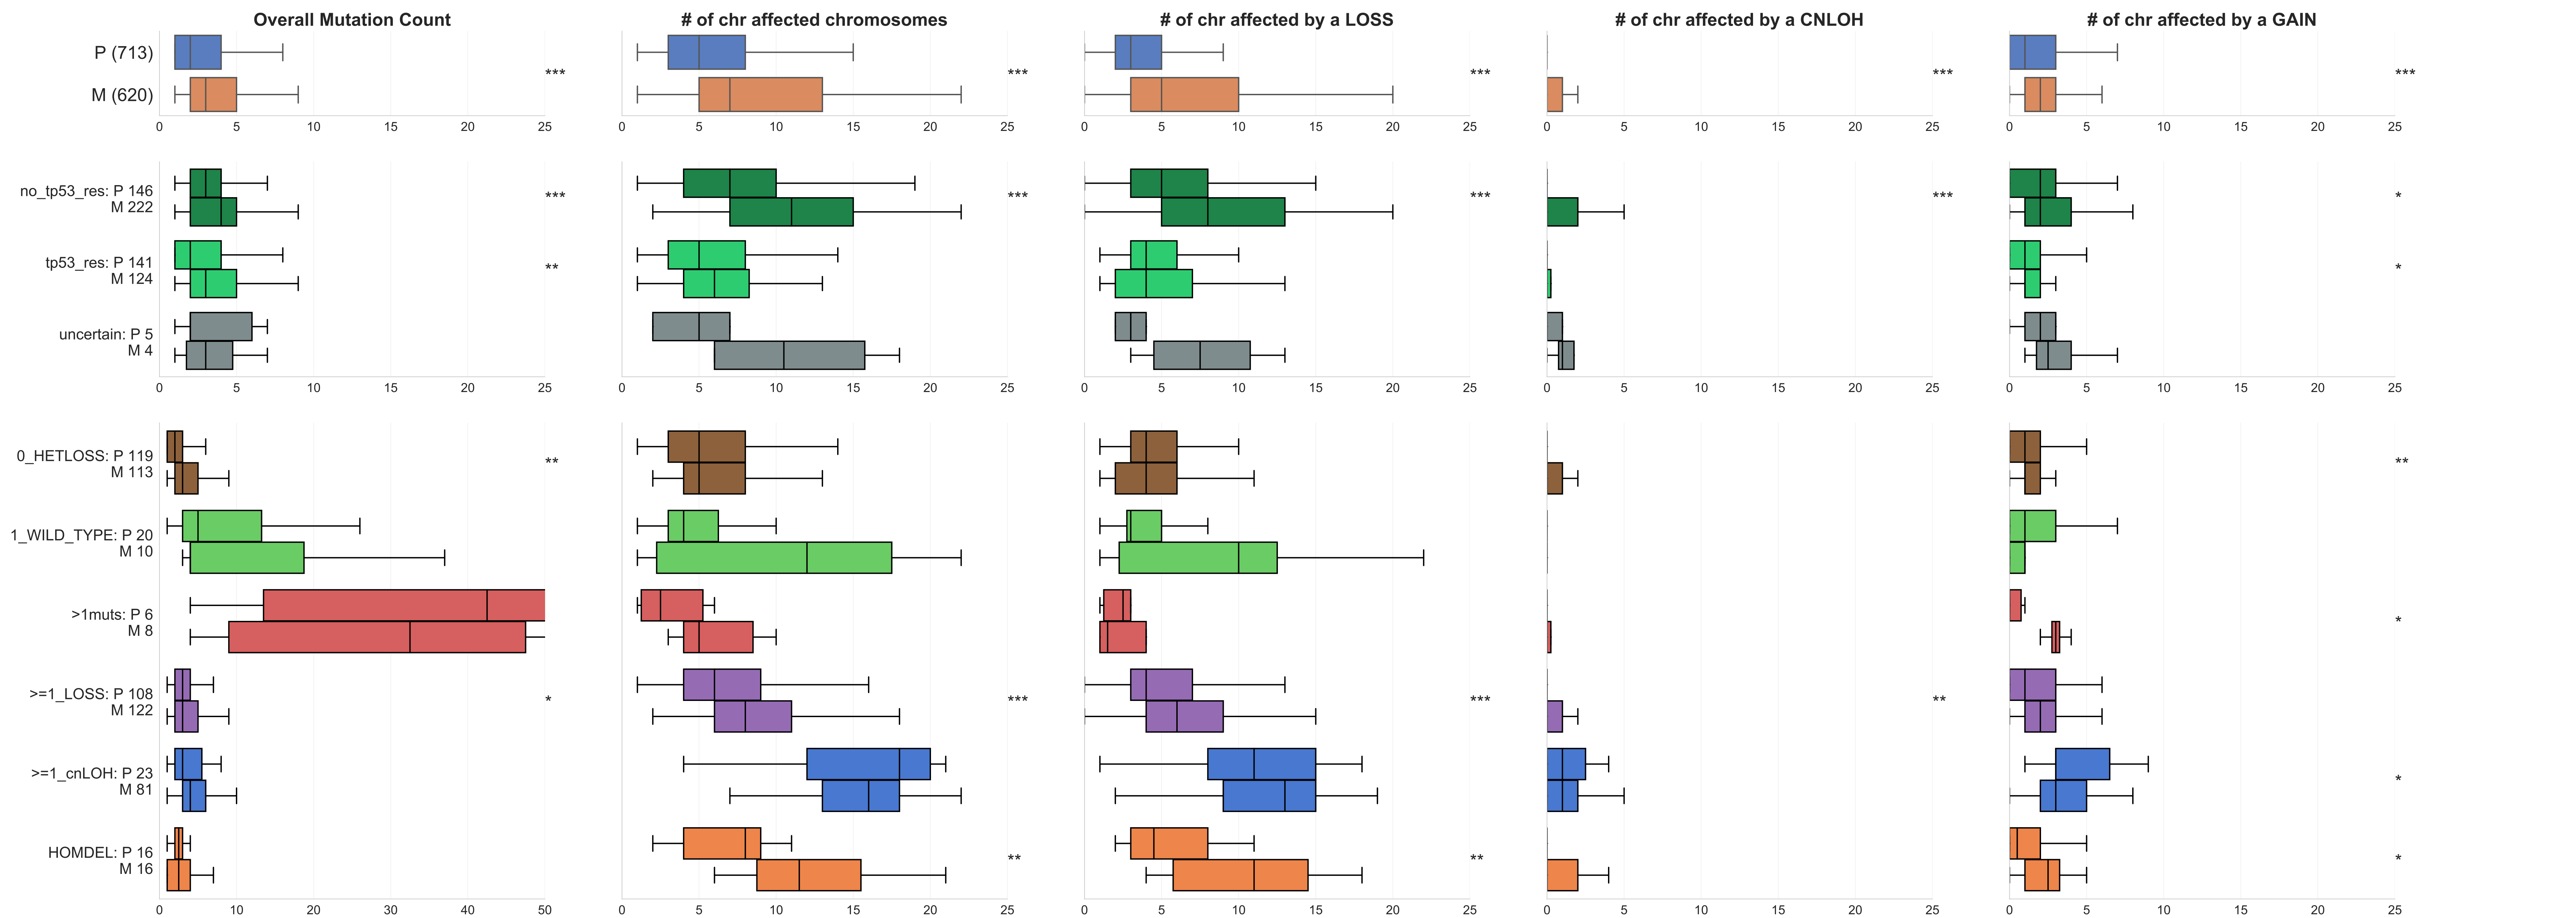 Overall Mutation Count
# of chr affected chromosomes
# of chr affected by a LOSS
# of chr affected by a CNLOH
# of chr affected by a GAIN
P (713)
M (620)
*** *** *** *** ***
0 5 10 15 20 25
0 5 10 15 20 25
0 5 10 15 20 25
0 5 10 15 20 25
0 5 10 15 20 25
no_tp53_res: P 146
M 222
*** *** *** *** *
tp53_res: P 141
M 124
** *
uncertain: P 5
M 4
0 5 10 15 20 25
0 5 10 15 20 25
0 5 10 15 20 25
0 5 10 15 20 25
0 5 10 15 20 25
0_HETLOSS: P 119
M 113
** **
1_WILD_TYPE: P 20
M 10
>1muts: P 6
M 8
*
>=1_LOSS: P 108
M 122
* *** *** **
>=1_cnLOH: P 23
M 81
*
HOMDEL: P 16
M 16
** ** *
0 10 20 30 40 50
0 5 10 15 20 25
0 5 10 15 20 25
0 5 10 15 20 25
0 5 10 15 20 25